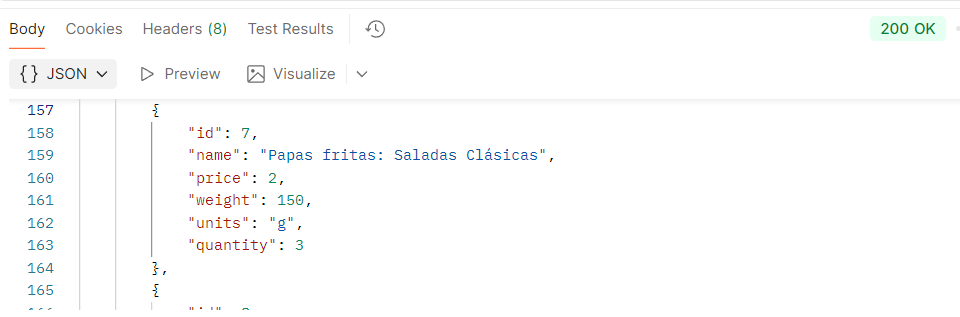 Body Cookies Headers (8) Test Results 200 OK
{} JSON Preview Visualize
157 {
158 "id": 7,
159 "name": "Papas fritas: Saladas Clásicas",
160 "price": 2,
161 "weight": 150,
162 "units": "g",
163 "quantity": 3
164 },
165 {